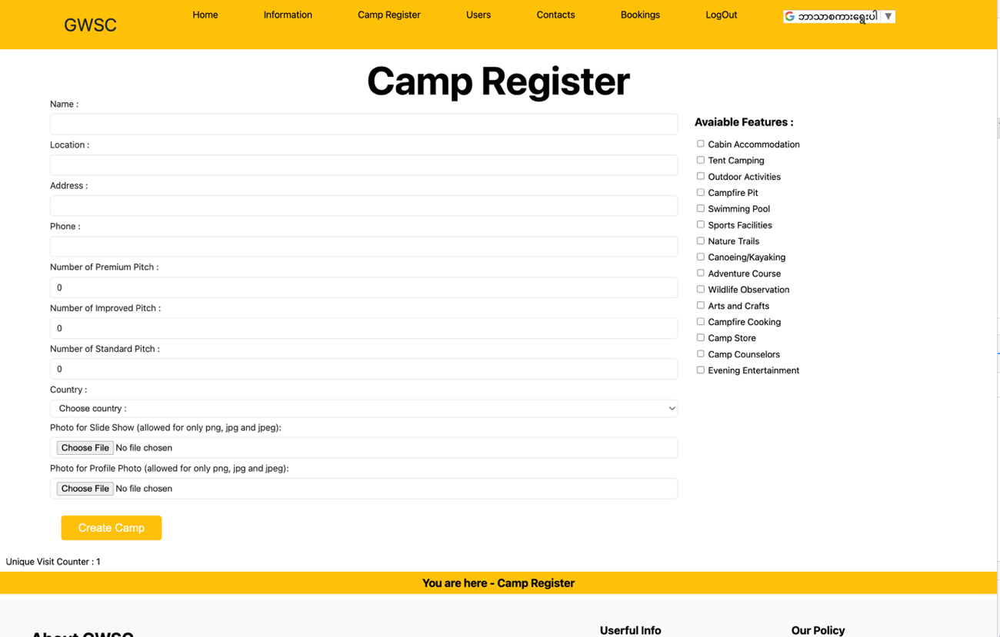 GWSC
Home Information Camp Register Users Contacts Bookings LogOut ဘာသာစကားရွေးပါ ▼
Camp Register
Name :
Location :
Address :
Phone :
Number of Premium Pitch :
0
Number of Improved Pitch :
0
Number of Standard Pitch :
0
Country :
Choose country :
Photo for Slide Show (allowed for only png, jpg and jpeg):
Choose File No file chosen
Photo for Profile Photo (allowed for only png, jpg and jpeg):
Choose File No file chosen
Create Camp
Avaiable Features :
Cabin Accommodation
Tent Camping
Outdoor Activities
Campfire Pit
Swimming Pool
Sports Facilities
Nature Trails
Canoeing/Kayaking
Adventure Course
Wildlife Observation
Arts and Crafts
Campfire Cooking
Camp Store
Camp Counselors
Evening Entertainment
Unique Visit Counter : 1
You are here - Camp Register
About GWSC
Userful Info
Our Policy